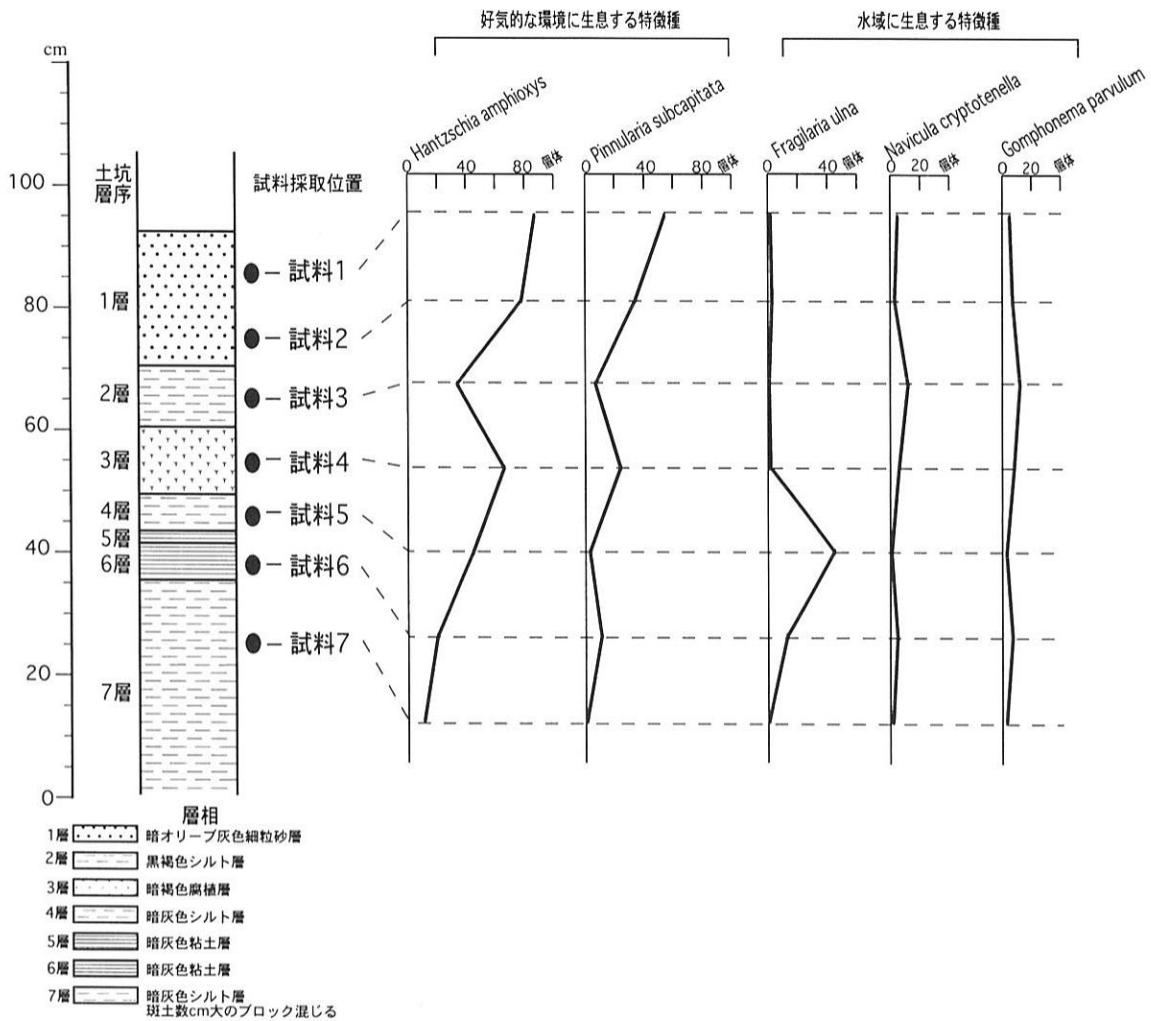 好気的な環境に生息する特徴種
水域に生息する特徴種
cm
Hantzschia amphioxys
Pinnularia subcapitata
Fragilaria ulna
Navicula cryptotenella
Gomphonema parvulum
0 40 80 個体
0 40 80 個体
0 40 個体
0 20 個体
0 20 個体
土坑
層序
試料採取位置
100
80
60
40
20
0
1層
2層
3層
4層
5層
6層
7層
試料1
試料2
試料3
試料4
試料5
試料6
試料7
層相
1層 暗オリーブ灰色細粒砂層
2層 黒褐色シルト層
3層 暗褐色腐植層
4層 暗灰色シルト層
5層 暗灰色粘土層
6層 暗灰色粘土層
7層 暗灰色シルト層
斑土数cm大のブロック混じる